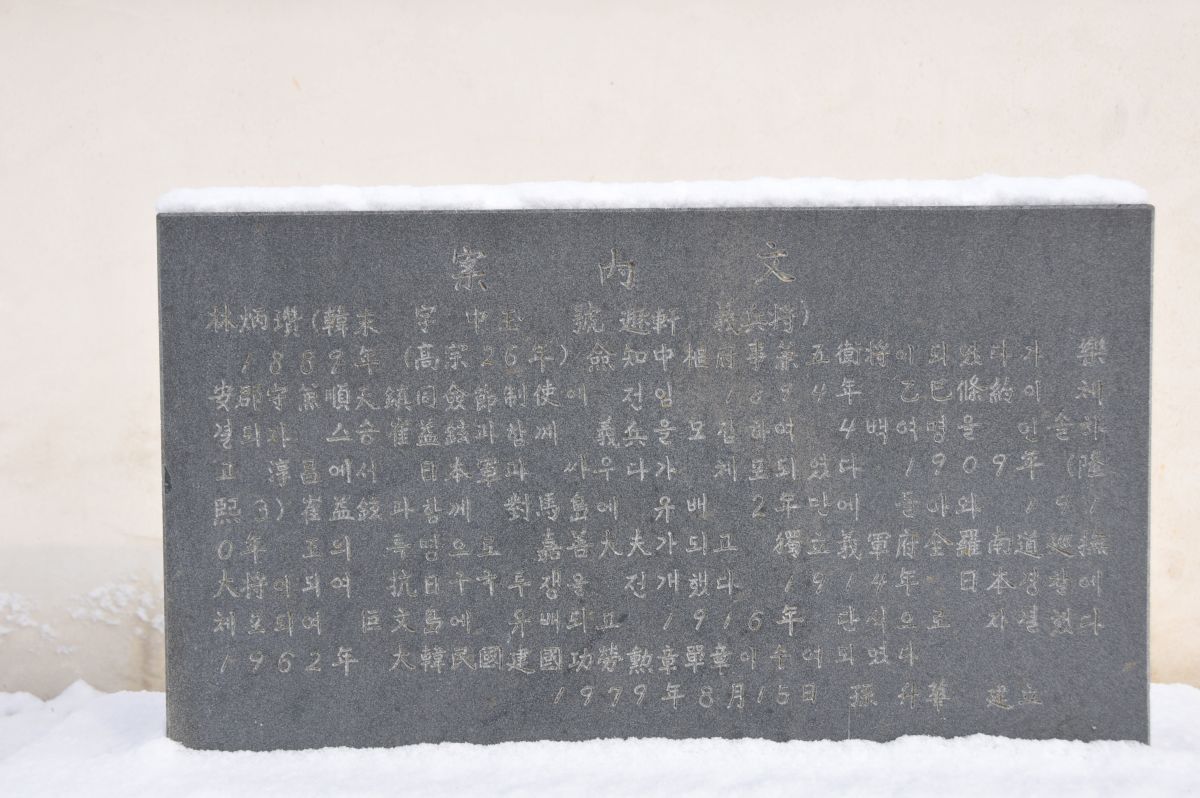 案內文
林炳瓚(韓末 字 中玉 號 遯軒 義兵將)
1889年 (高宗26年) 僉知中樞府事兼五衛將이되었다가 樂
安郡守兼順天鎭同僉節制使에 전임 1894年 乙巳條約이 체
결되자 스승崔益鉉과함께 義兵을모집하여 4백여명을 인솔하
고 淳昌에서 日本軍과 싸우다가 체포되었다 1909年 (隆
熙3) 崔益鉉과함께 對馬島에 유배 2年만에 돌아와 191
0年 고의 특명으로 嘉善大夫가되고 獨立義軍府全羅南道巡撫
大將이되여 抗日구국투쟁을 전개했다 1914年 日本경찰에
체포되여 巨文島에 유배되고 1916年 단식으로 자결했다
1962年 大韓民國建國功勞勳章單章이수여되였다
1979年8月15日 孫 建立